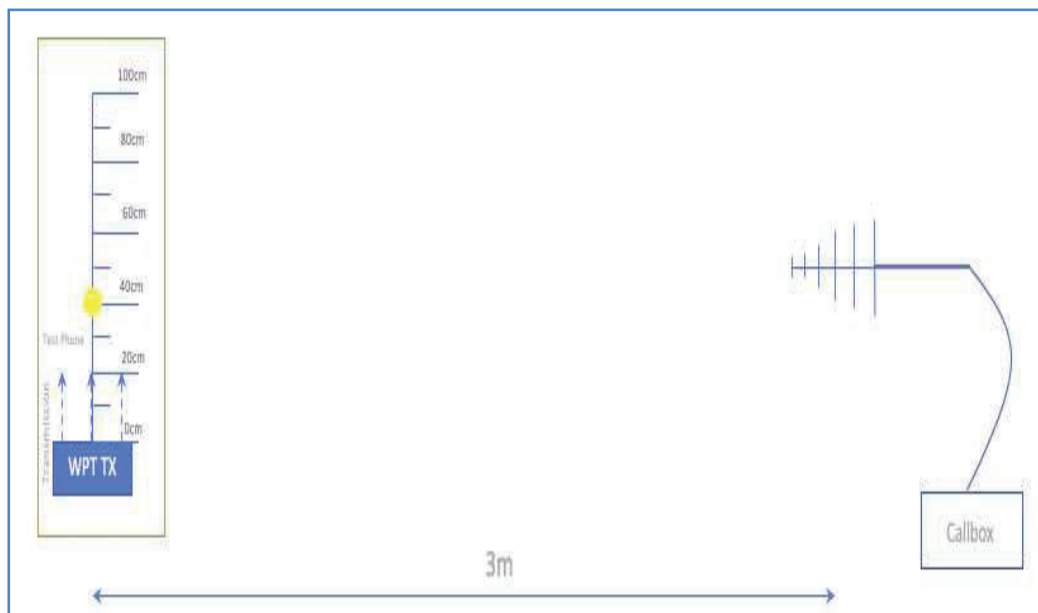 100cm
80cm
60cm
40cm
Test Phone
20cm
0cm
Transmission
WPT TX
Callbox
3m